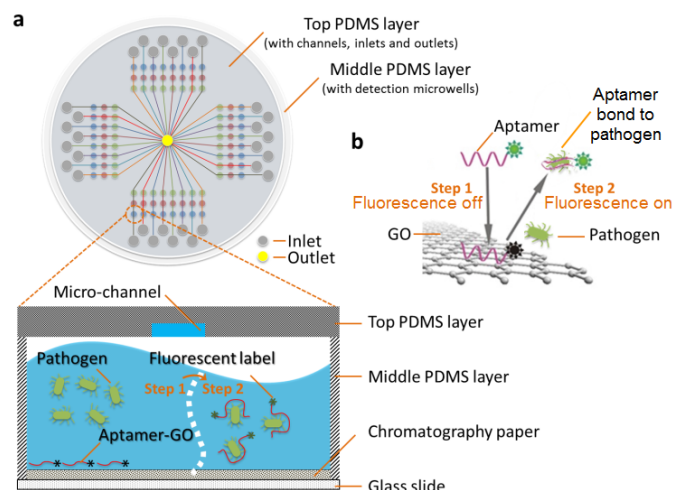 a
Top PDMS layer
(with channels, inlets and outlets)
Middle PDMS layer
(with detection microwells)
Inlet
Outlet
b
Aptamer
Aptamer
bond to
pathogen
Step 1
Fluorescence off
Step 2
Fluorescence on
GO
Pathogen
Micro-channel
Top PDMS layer
Pathogen
Fluorescent label
Step 1
Step 2
Middle PDMS layer
Aptamer-GO
Chromatography paper
Glass slide